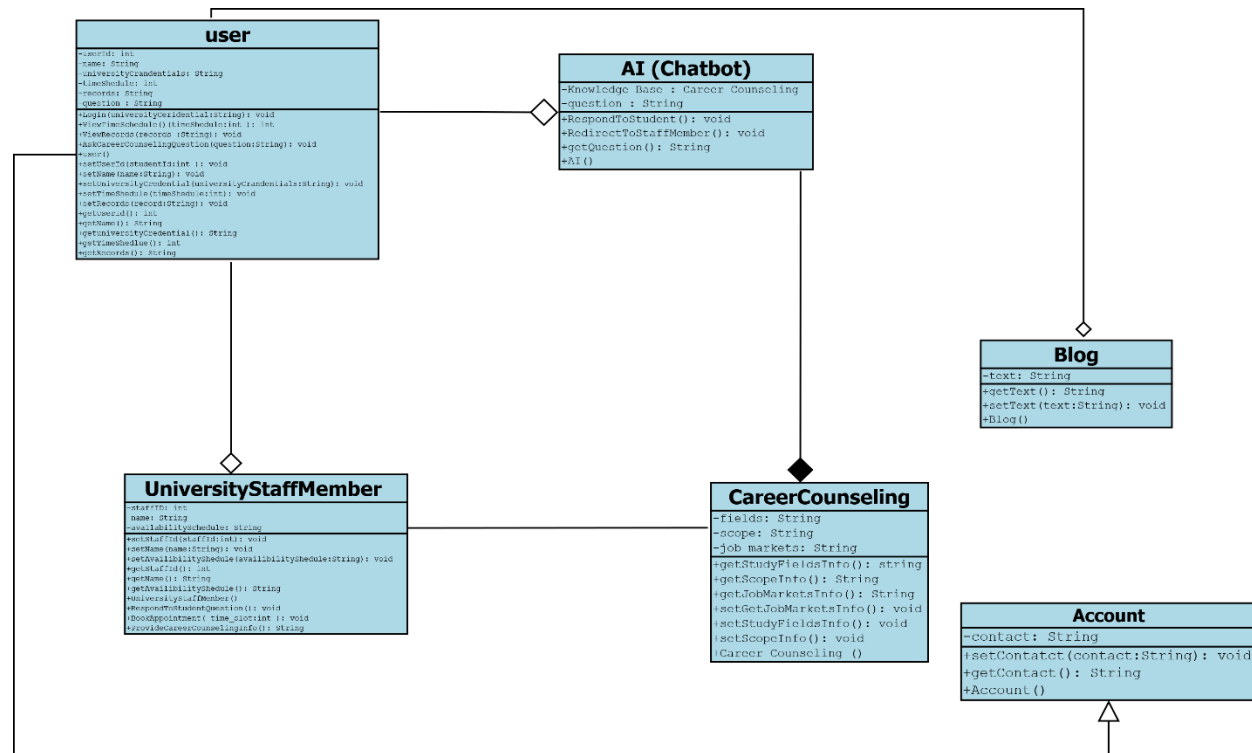 user
-userId: int
-name: String
-universityCrandentials: String
-timeShedule: int
-records: String
-question : String
+Login(universityCeridential:String): void
+ViewTimeSchedule()(timeShedule:int ): int
+ViewRecords(records :String): void
+AskCareerCounselingQuestion(question:String): void
+user()
+setUserId(studentId:int ): void
+setName(name:String): void
+setUniversityCredential(universityCrandentials:String): void
+setTimeShedule(timeShedule:int): void
+setRecords(record:String): void
+getUserId(): int
+getName(): String
+getuniversityCredential(): String
+getTimeShedlue(): int
+getRecords(): String
AI (Chatbot)
-Knowledge Base : Career Counseling
-question : String
+RespondToStudent(): void
+RedirectToStaffMember(): void
+getQuestion(): String
+AI()
Blog
-text: String
+getText(): String
+setText(text:String): void
+Blog()
UniversityStaffMember
-staffID: int
name: String
-availabilitySchedule: String
+setStaffId(staffId:int): void
+setName(name:String): void
+setAvailibilityShedule(availibilityShedule:String): void
+getStaffId(): int
+getName(): String
+getAvailibilityShedule(): String
+UniversityStaffMember()
+RespondToStudentQuestion(): void
+BookAppointment( time_slot:int ): void
+ProvideCareerCounselingInfo(): String
CareerCounseling
-fields: String
-scope: String
-job markets: String
+getStudyFieldsInfo(): string
+getScopeInfo(): String
+getJobMarketsInfo(): String
+setGetJobMarketsInfo(): void
+setStudyFieldsInfo(): void
+setScopeInfo(): void
+Career Counseling ()
Account
-contact: String
+setContatct(contact:String): void
+getContact(): String
+Account()